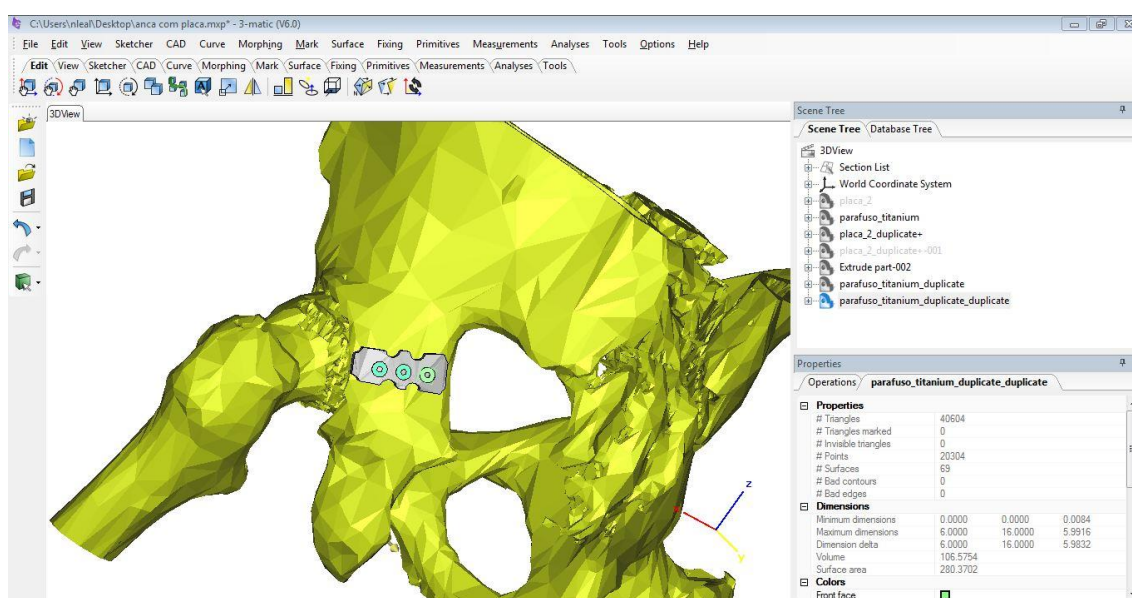 C:\Users\nleal\Desktop\anca com placa.mxp* - 3-matic (V6.0)
File Edit View Sketcher CAD Curve Morphing Mark Surface Fixing Primitives Measurements Analyses Tools Options Help
Edit View Sketcher CAD Curve Morphing Mark Surface Fixing Primitives Measurements Analyses Tools
3DView
Scene Tree
Scene Tree Database Tree
3DView
Section List
World Coordinate System
placa_2
parafuso_titanium
placa_2_duplicate+
placa_2_duplicate+-001
Extrude part-002
parafuso_titanium_duplicate
parafuso_titanium_duplicate_duplicate
Properties
Operations parafuso_titanium_duplicate_duplicate
Properties
# Triangles 40604
# Triangles marked 0
# Invisible triangles 0
# Points 20304
# Surfaces 69
# Bad contours 0
# Bad edges 0
Dimensions
Minimum dimensions 0.0000 0.0000 0.0084
Maximum dimensions 6.0000 16.0000 5.9916
Dimension delta 6.0000 16.0000 5.9832
Volume 106.5754
Surface area 280.3702
Colors
Front face
z
y